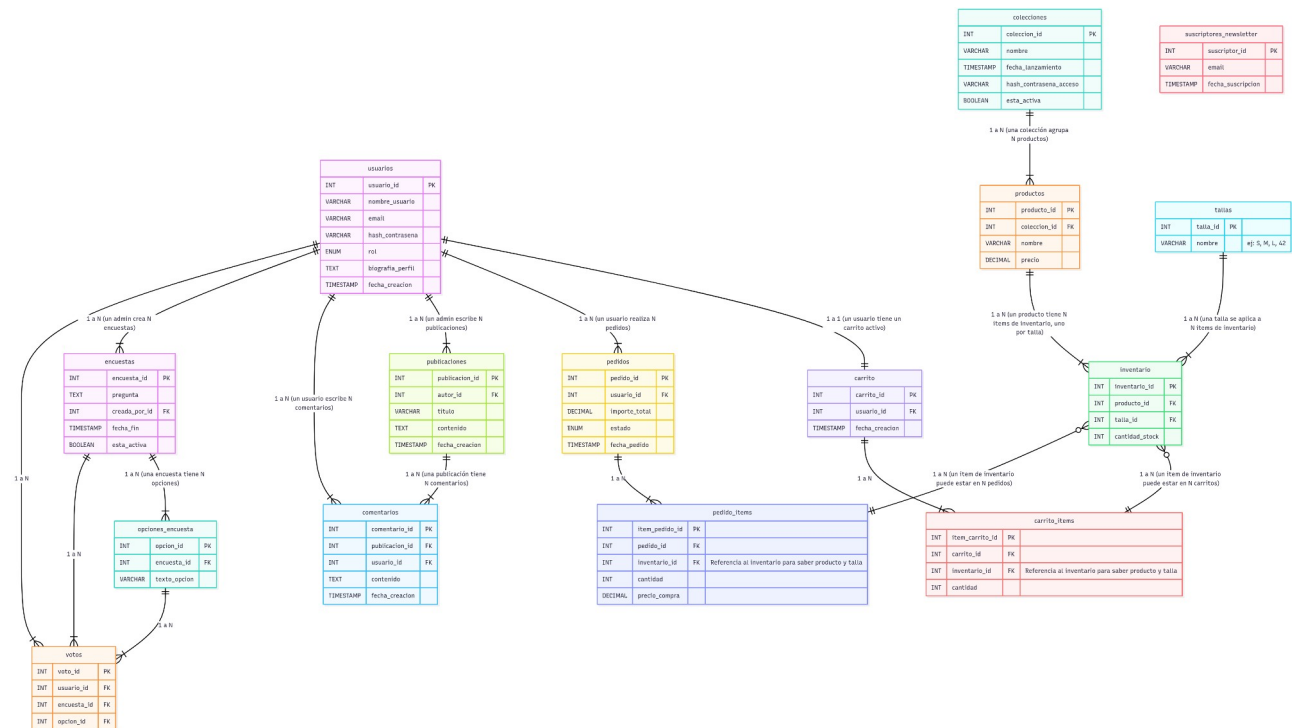 colecciones
INT coleccion_id PK
VARCHAR nombre
TIMESTAMP fecha_lanzamiento
VARCHAR hash_contrasena_acceso
BOOLEAN esta_activa
suscriptores_newsletter
INT suscriptor_id PK
VARCHAR email
TIMESTAMP fecha_suscripcion
1 a N (una colección agrupa
N productos)
usuarios
INT usuario_id PK
VARCHAR nombre_usuario
VARCHAR email
VARCHAR hash_contrasena
ENUM rol
TEXT biografia_perfil
TIMESTAMP fecha_creacion
productos
INT producto_id PK
INT coleccion_id FK
VARCHAR nombre
DECIMAL precio
tallas
INT talla_id PK
VARCHAR nombre ej: S, M, L, 42
1 a N (un admin crea N
encuestas)
1 a N (un admin escribe N
publicaciones)
1 a N (un usuario realiza N
pedidos)
1 a 1 (un usuario tiene un
carrito activo)
1 a N (un producto tiene N
items de inventario, uno
por talla)
1 a N (una talla se aplica a
N items de inventario)
encuestas
INT encuesta_id PK
TEXT pregunta
INT creada_por_id FK
TIMESTAMP fecha_fin
BOOLEAN esta_activa
publicaciones
INT publicacion_id PK
INT autor_id FK
VARCHAR titulo
TEXT contenido
TIMESTAMP fecha_creacion
pedidos
INT pedido_id PK
INT usuario_id FK
DECIMAL importe_total
ENUM estado
TIMESTAMP fecha_pedido
carrito
INT carrito_id PK
INT usuario_id FK
TIMESTAMP fecha_creacion
inventario
INT inventario_id PK
INT producto_id FK
INT talla_id FK
INT cantidad_stock
1 a N (un usuario escribe N
comentarios)
1 a N
1 a N (una encuesta tiene N
opciones)
1 a N (una publicación tiene
N comentarios)
1 a N
1 a N
1 a N (un item de inventario
puede estar en N pedidos)
1 a N (un item de inventario
puede estar en N carritos)
opciones_encuesta
INT opcion_id PK
INT encuesta_id FK
VARCHAR texto_opcion
comentarios
INT comentario_id PK
INT publicacion_id FK
INT usuario_id FK
TEXT contenido
TIMESTAMP fecha_creacion
pedido_items
INT item_pedido_id PK
INT pedido_id FK
INT inventario_id FK Referencia al inventario para saber producto y talla
INT cantidad
DECIMAL precio_compra
carrito_items
INT item_carrito_id PK
INT carrito_id FK
INT inventario_id FK Referencia al inventario para saber producto y talla
INT cantidad
1 a N
1 a N
votos
INT voto_id PK
INT usuario_id FK
INT encuesta_id FK
INT opcion_id FK